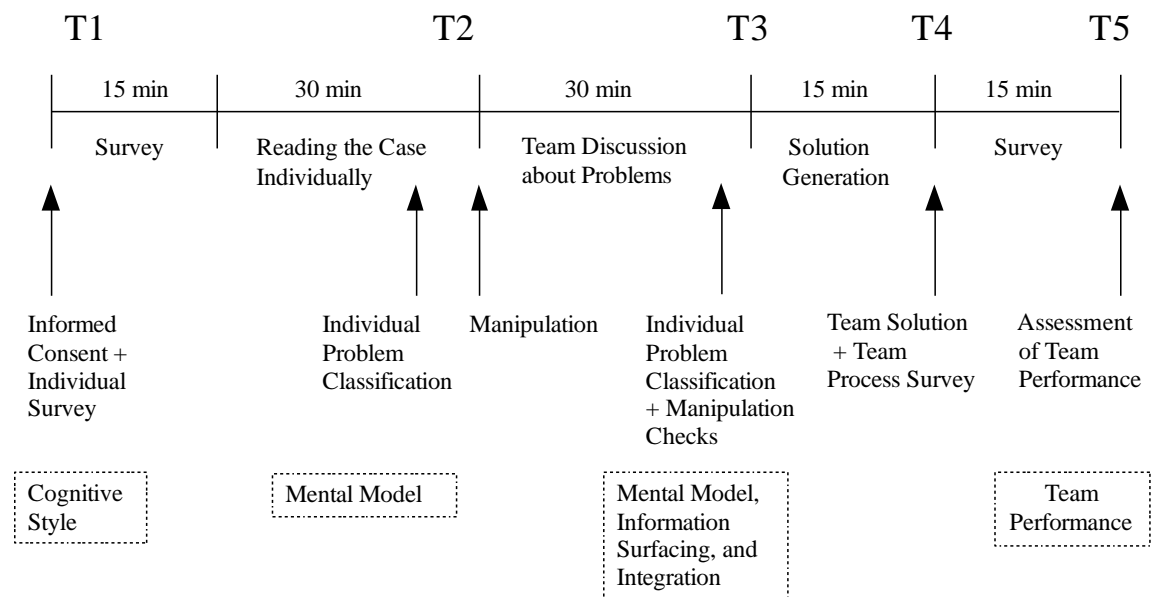 T1 T2 T3 T4 T5
15 min 30 min 30 min 15 min 15 min
Survey
Reading the Case
Individually
Team Discussion
about Problems
Solution
Generation
Survey
Informed
Consent +
Individual
Survey
Individual
Problem
Classification
Manipulation
Individual
Problem
Classification
+ Manipulation
Checks
Team Solution
+ Team
Process Survey
Assessment
of Team
Performance
Cognitive
Style
Mental Model
Mental Model,
Information
Surfacing, and
Integration
Team
Performance